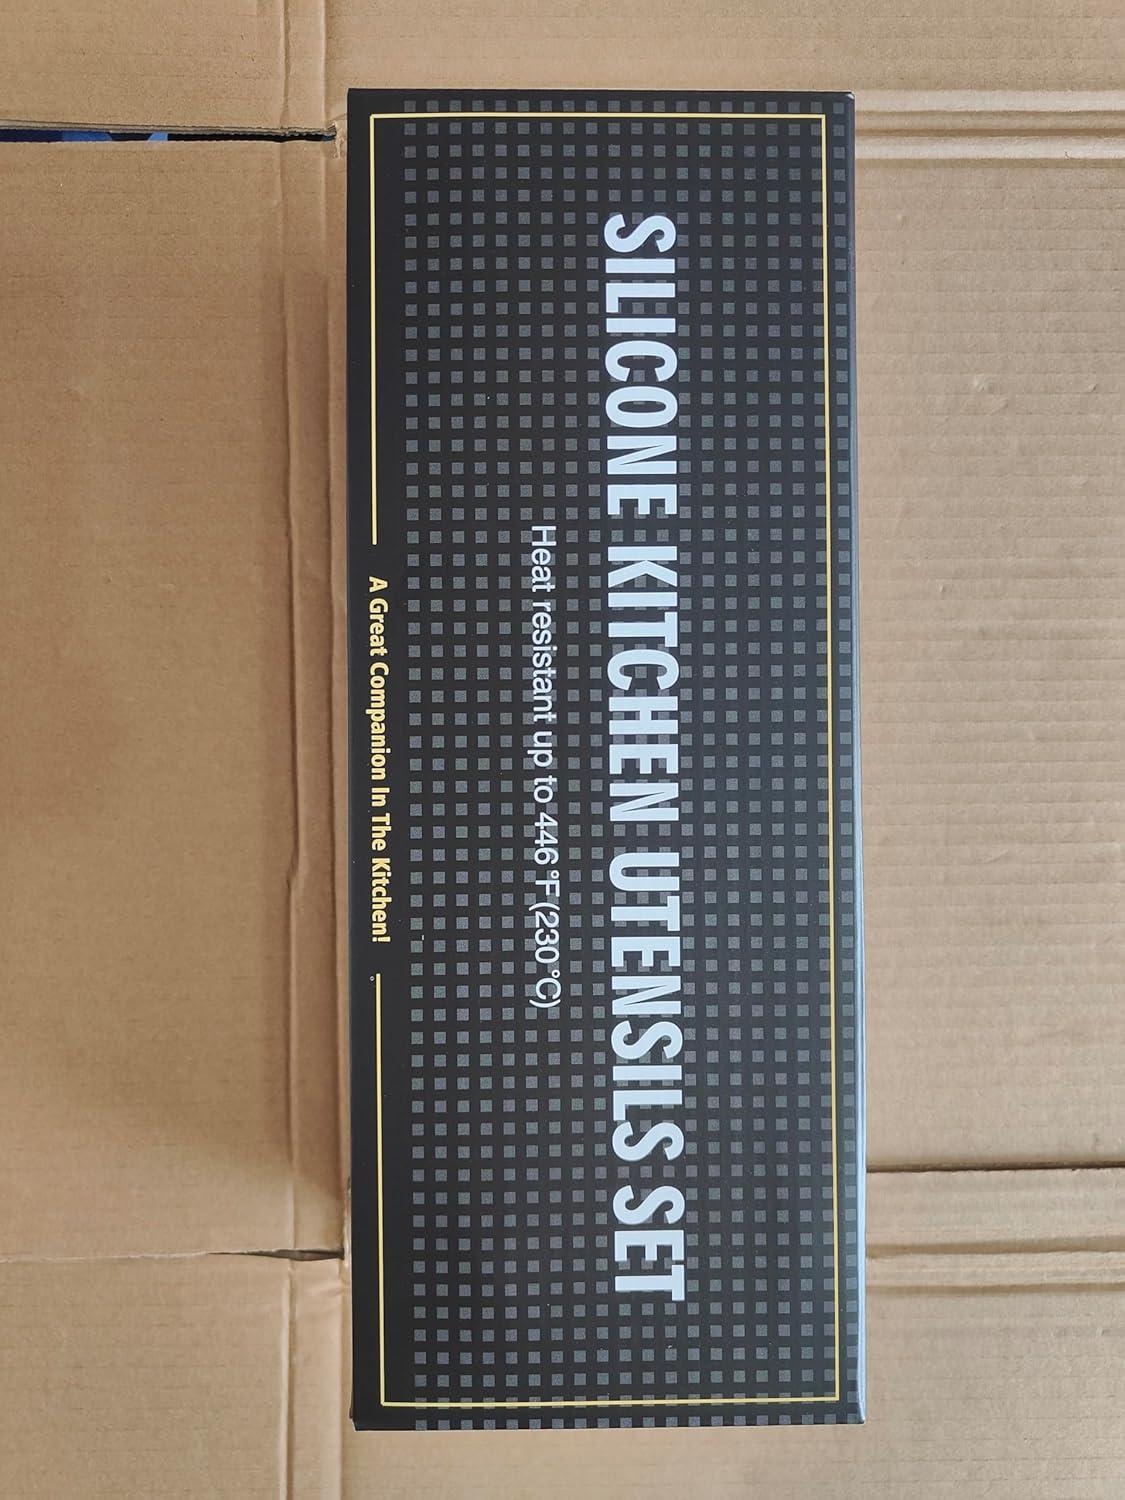 SILICONE KITCHEN UTENSILS SET
Heat resistant up to 446°F(230°C)
A Great Companion In The Kitchen!